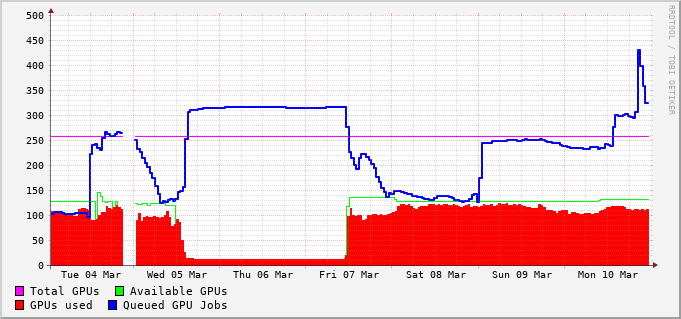 RRDTOOL / TOBI OETIKER
500
450
400
350
300
250
200
150
100
50
0
Tue 04 Mar Wed 05 Mar Thu 06 Mar Fri 07 Mar Sat 08 Mar Sun 09 Mar Mon 10 Mar
Total GPUs Available GPUs
GPUs used Queued GPU Jobs